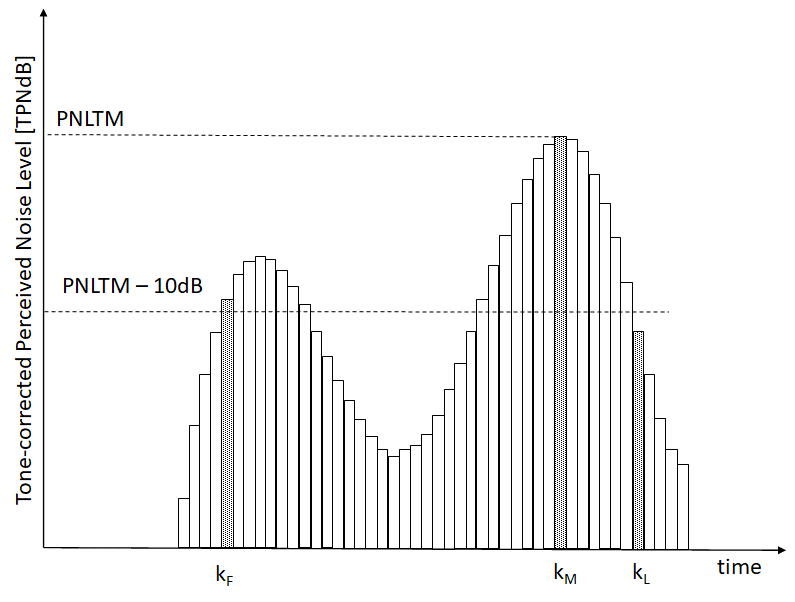 Tone-corrected Perceived Noise Level [TPNdB]
PNLTM
PNLTM – 10dB
kF
kM
kL
time